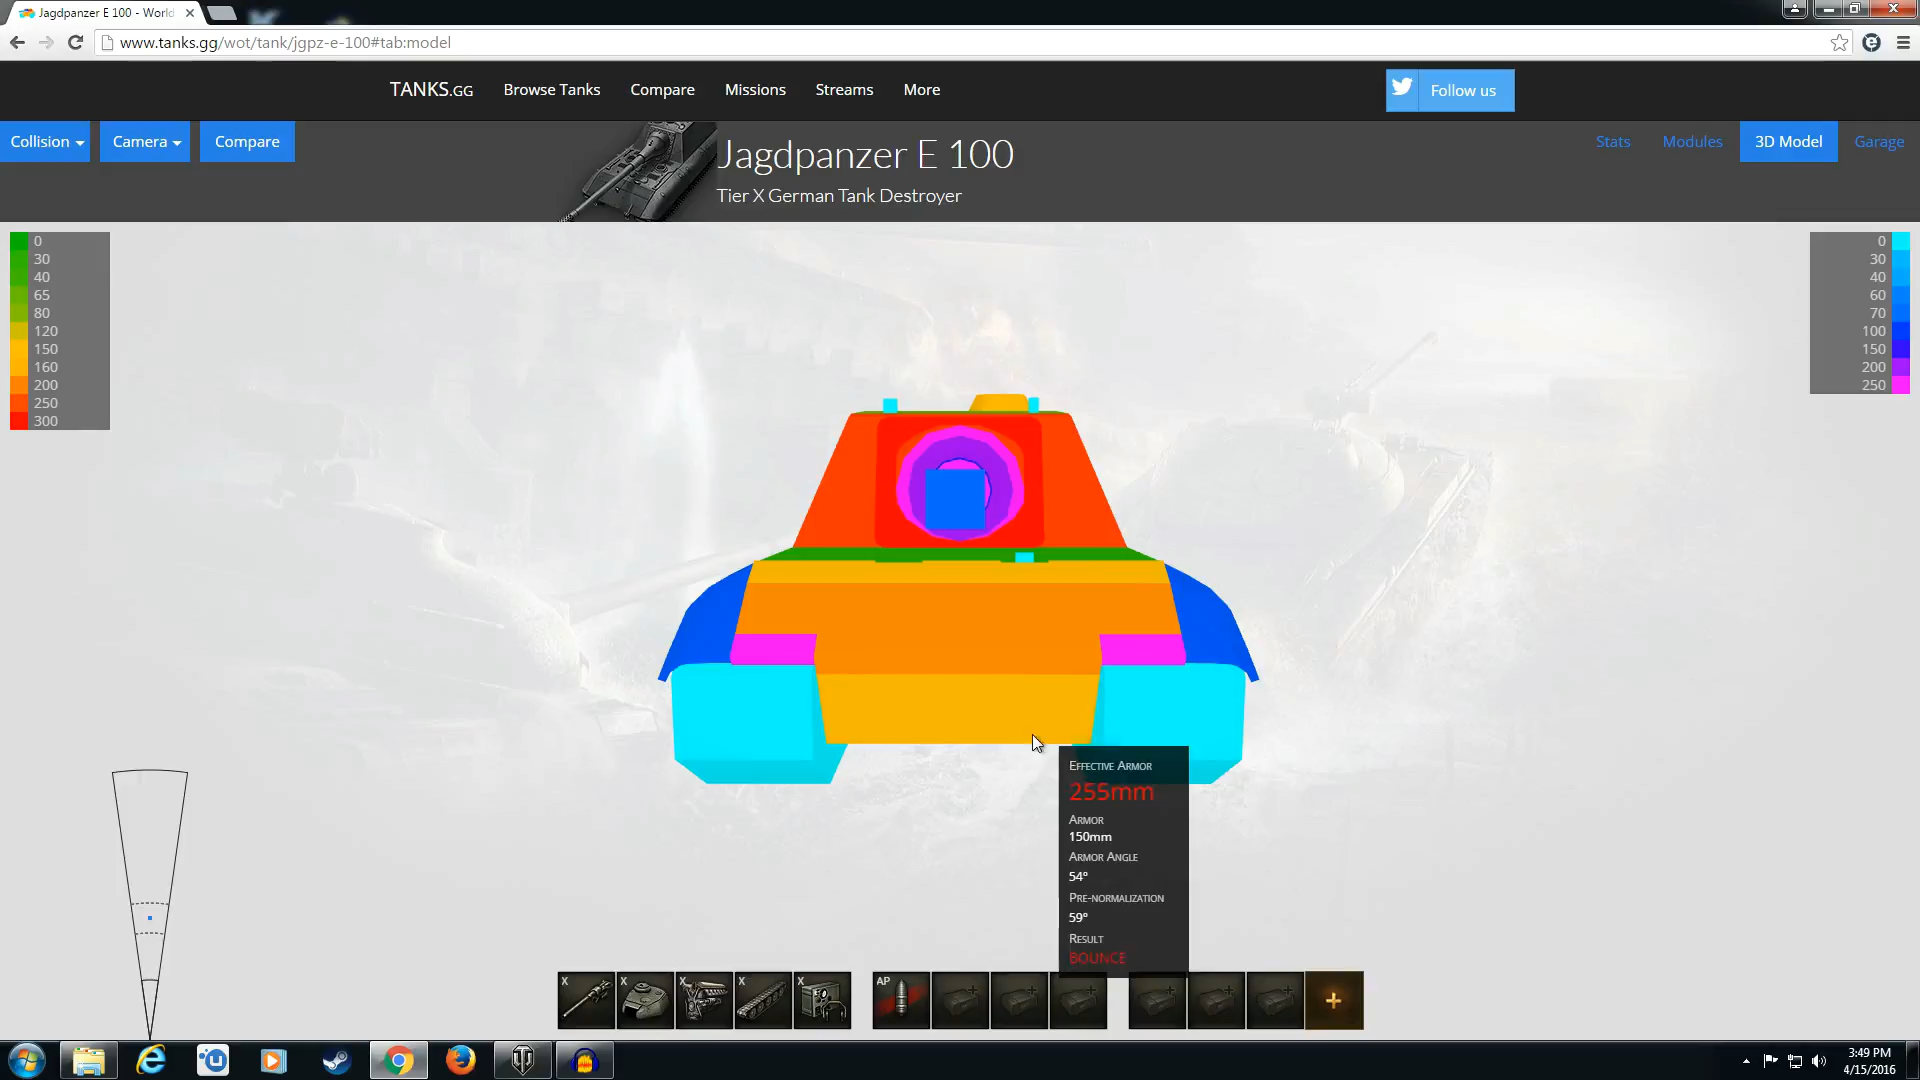 Jagdpanzer E 100 - World
www.tanks.gg/wot/tank/jgpz-e-100#tab:model
TANKS.GG
Browse Tanks
Compare
Missions
Streams
More
Follow us
Collision
Camera
Compare
Jagdpanzer E 100
Tier X German Tank Destroyer
Stats
Modules
3D Model
Garage
0
30
40
65
80
120
150
160
200
250
300
0
30
40
60
70
100
150
200
250
EFFECTIVE ARMOR
255mm
ARMOR
150mm
ARMOR ANGLE
54°
PRE-NORMALIZATION
59°
RESULT
BOUNCE
X
X
X
X
X
AP
3:49 PM
4/15/2016